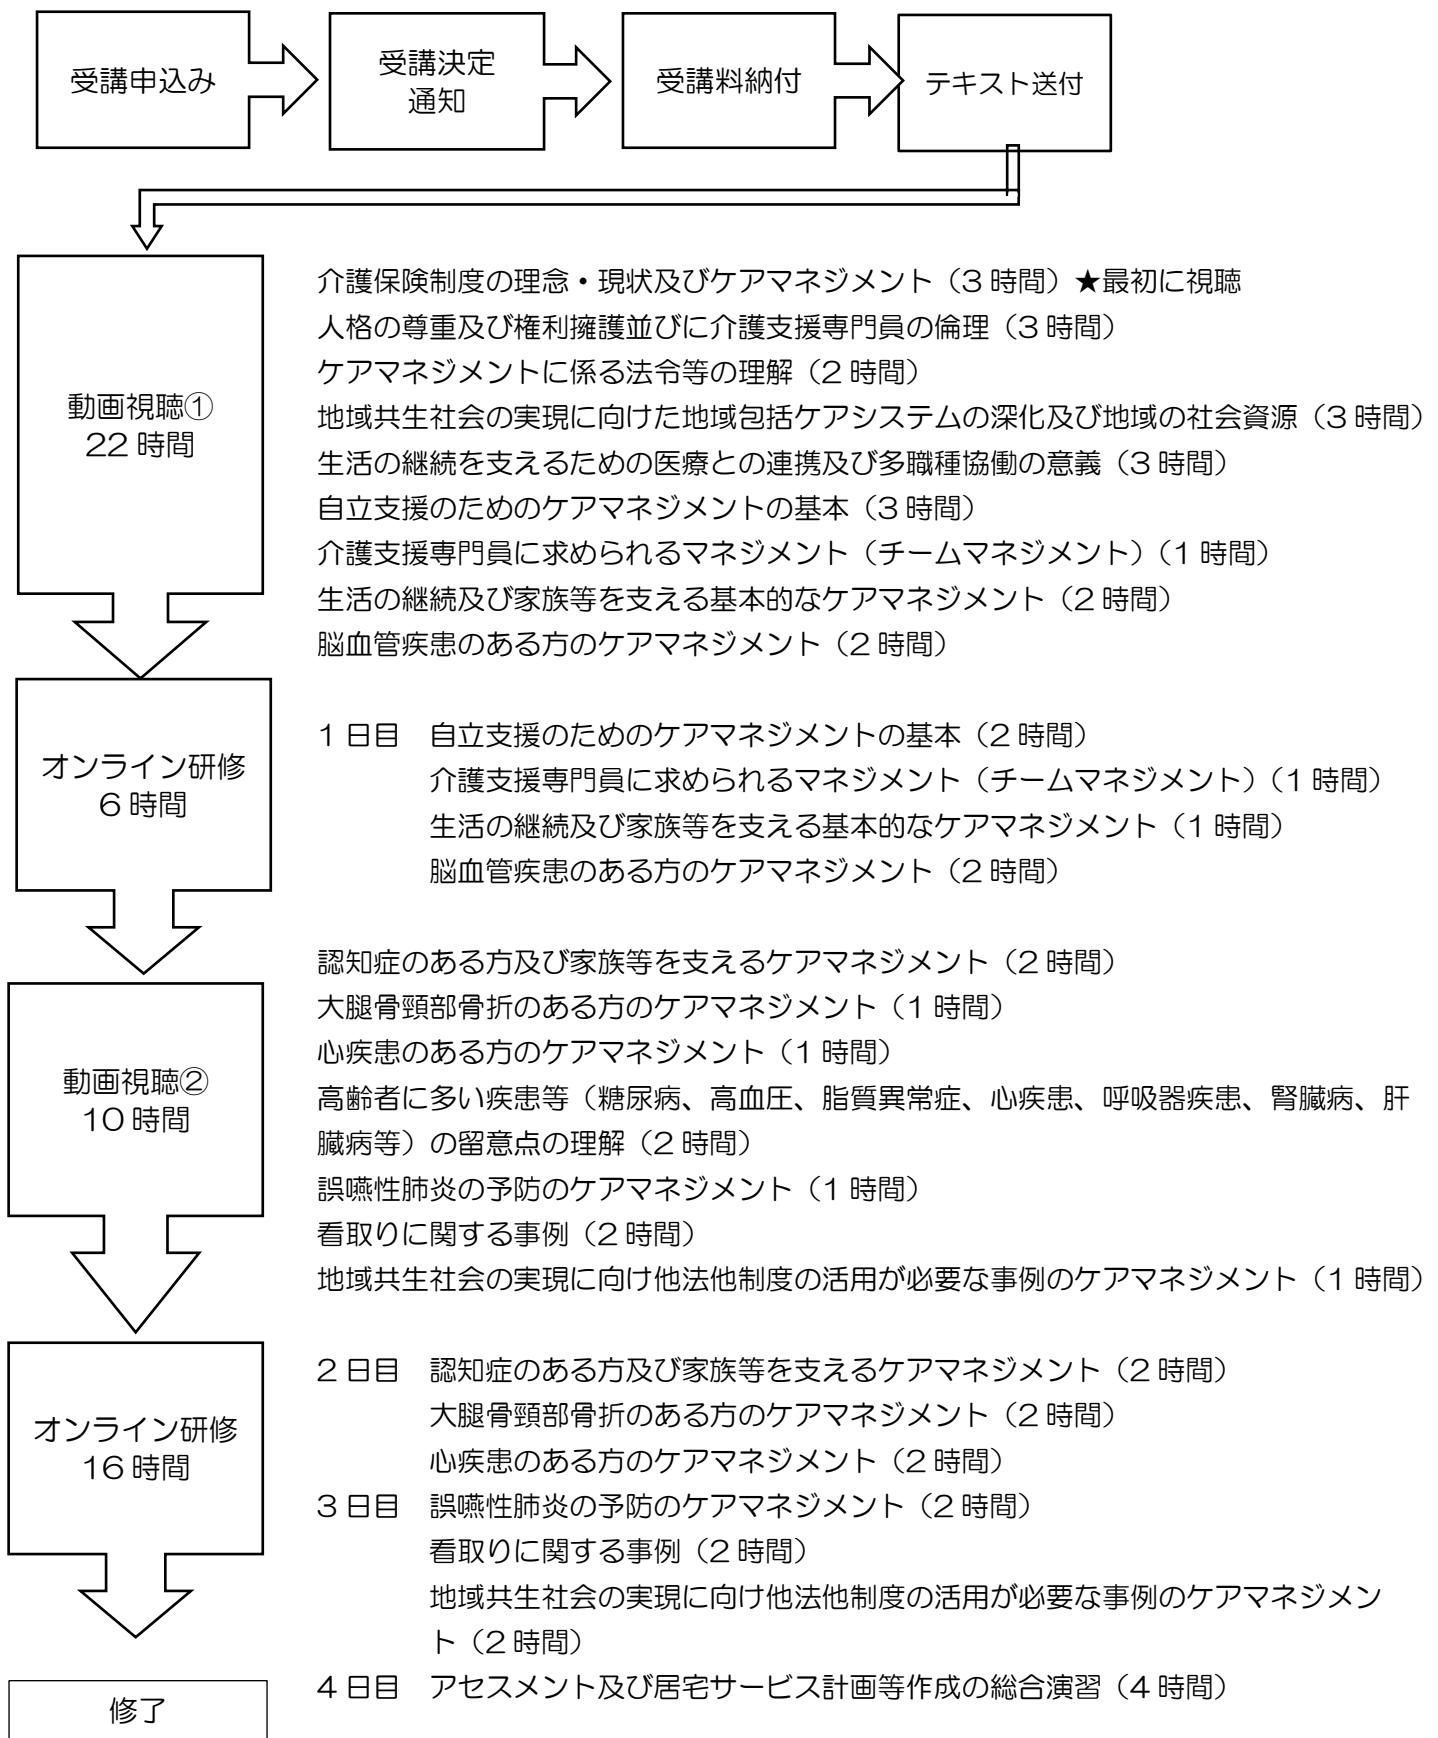 受講申込み
受講決定
通知
受講料納付
テキスト送付
動画視聴①
22時間
介護保険制度の理念・現状及びケアマネジメント（3時間）★最初に視聴
人格の尊重及び権利擁護並びに介護支援専門員の倫理（3時間）
ケアマネジメントに係る法令等の理解（2時間）
地域共生社会の実現に向けた地域包括ケアシステムの深化及び地域の社会資源（3時間）
生活の継続を支えるための医療との連携及び多職種協働の意義（3時間）
自立支援のためのケアマネジメントの基本（3時間）
介護支援専門員に求められるマネジメント（チームマネジメント）（1時間）
生活の継続及び家族等を支える基本的なケアマネジメント（2時間）
脳血管疾患のある方のケアマネジメント（2時間）
オンライン研修
6時間
1日目　自立支援のためのケアマネジメントの基本（2時間）
介護支援専門員に求められるマネジメント（チームマネジメント）（1時間）
生活の継続及び家族等を支える基本的なケアマネジメント（1時間）
脳血管疾患のある方のケアマネジメント（2時間）
動画視聴②
10時間
認知症のある方及び家族等を支えるケアマネジメント（2時間）
大腿骨頸部骨折のある方のケアマネジメント（1時間）
心疾患のある方のケアマネジメント（1時間）
高齢者に多い疾患等（糖尿病、高血圧、脂質異常症、心疾患、呼吸器疾患、腎臓病、肝
臓病等）の留意点の理解（2時間）
誤嚥性肺炎の予防のケアマネジメント（1時間）
看取りに関する事例（2時間）
地域共生社会の実現に向け他法他制度の活用が必要な事例のケアマネジメント（1時間）
オンライン研修
16時間
2日目　認知症のある方及び家族等を支えるケアマネジメント（2時間）
大腿骨頸部骨折のある方のケアマネジメント（2時間）
心疾患のある方のケアマネジメント（2時間）
3日目　誤嚥性肺炎の予防のケアマネジメント（2時間）
看取りに関する事例（2時間）
地域共生社会の実現に向け他法他制度の活用が必要な事例のケアマネジメン
ト（2時間）
4日目　アセスメント及び居宅サービス計画等作成の総合演習（4時間）
修了